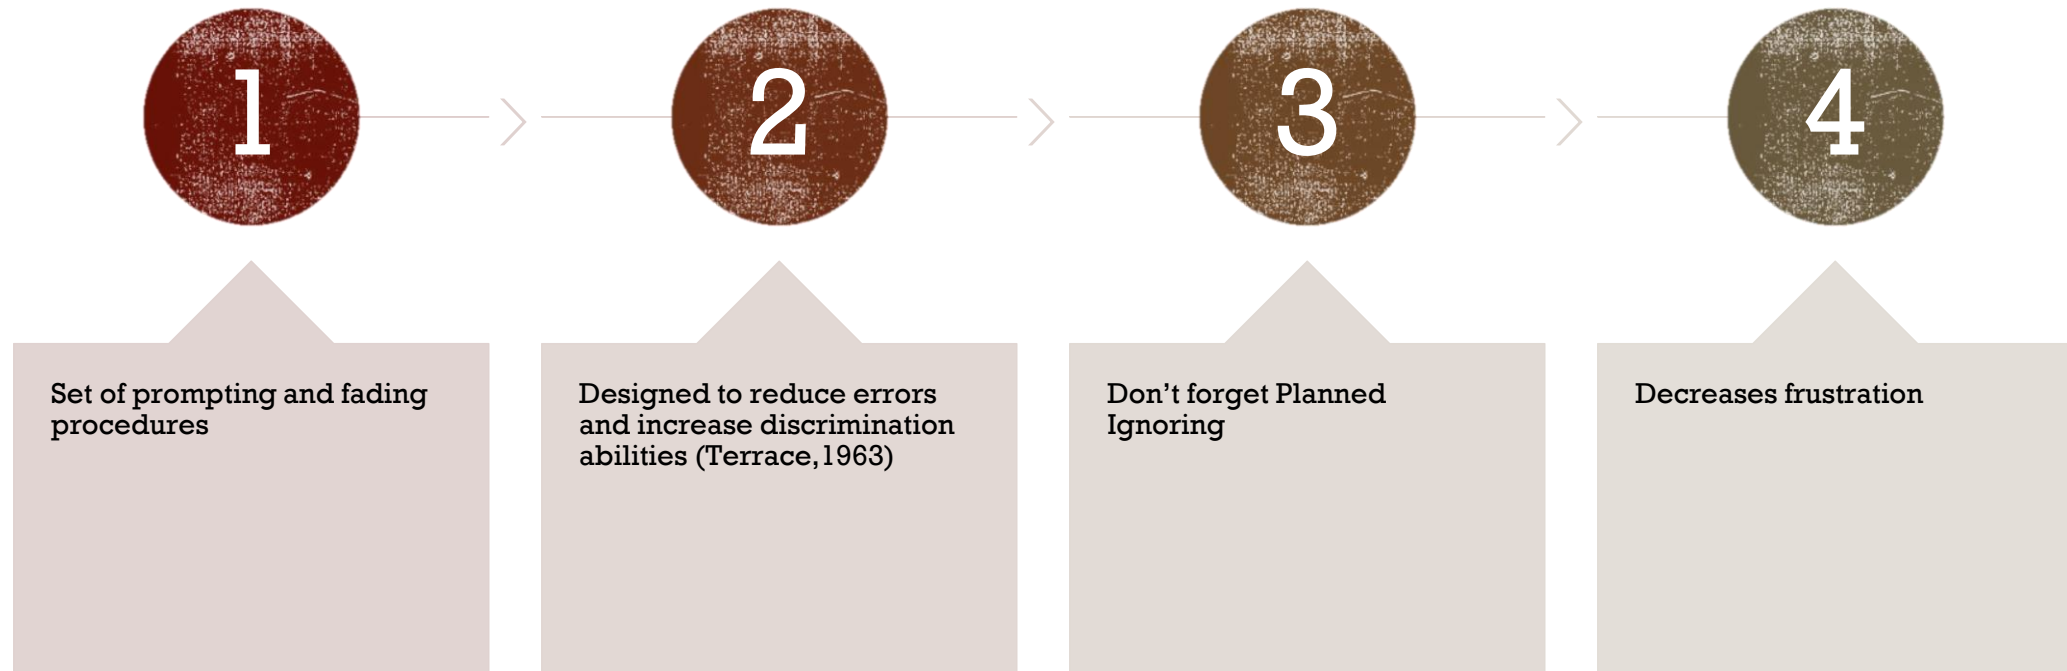 1
2
3
4
Set of prompting and fading
procedures
Designed to reduce errors
and increase discrimination
abilities (Terrace,1963)
Don’t forget Planned
Ignoring
Decreases frustration